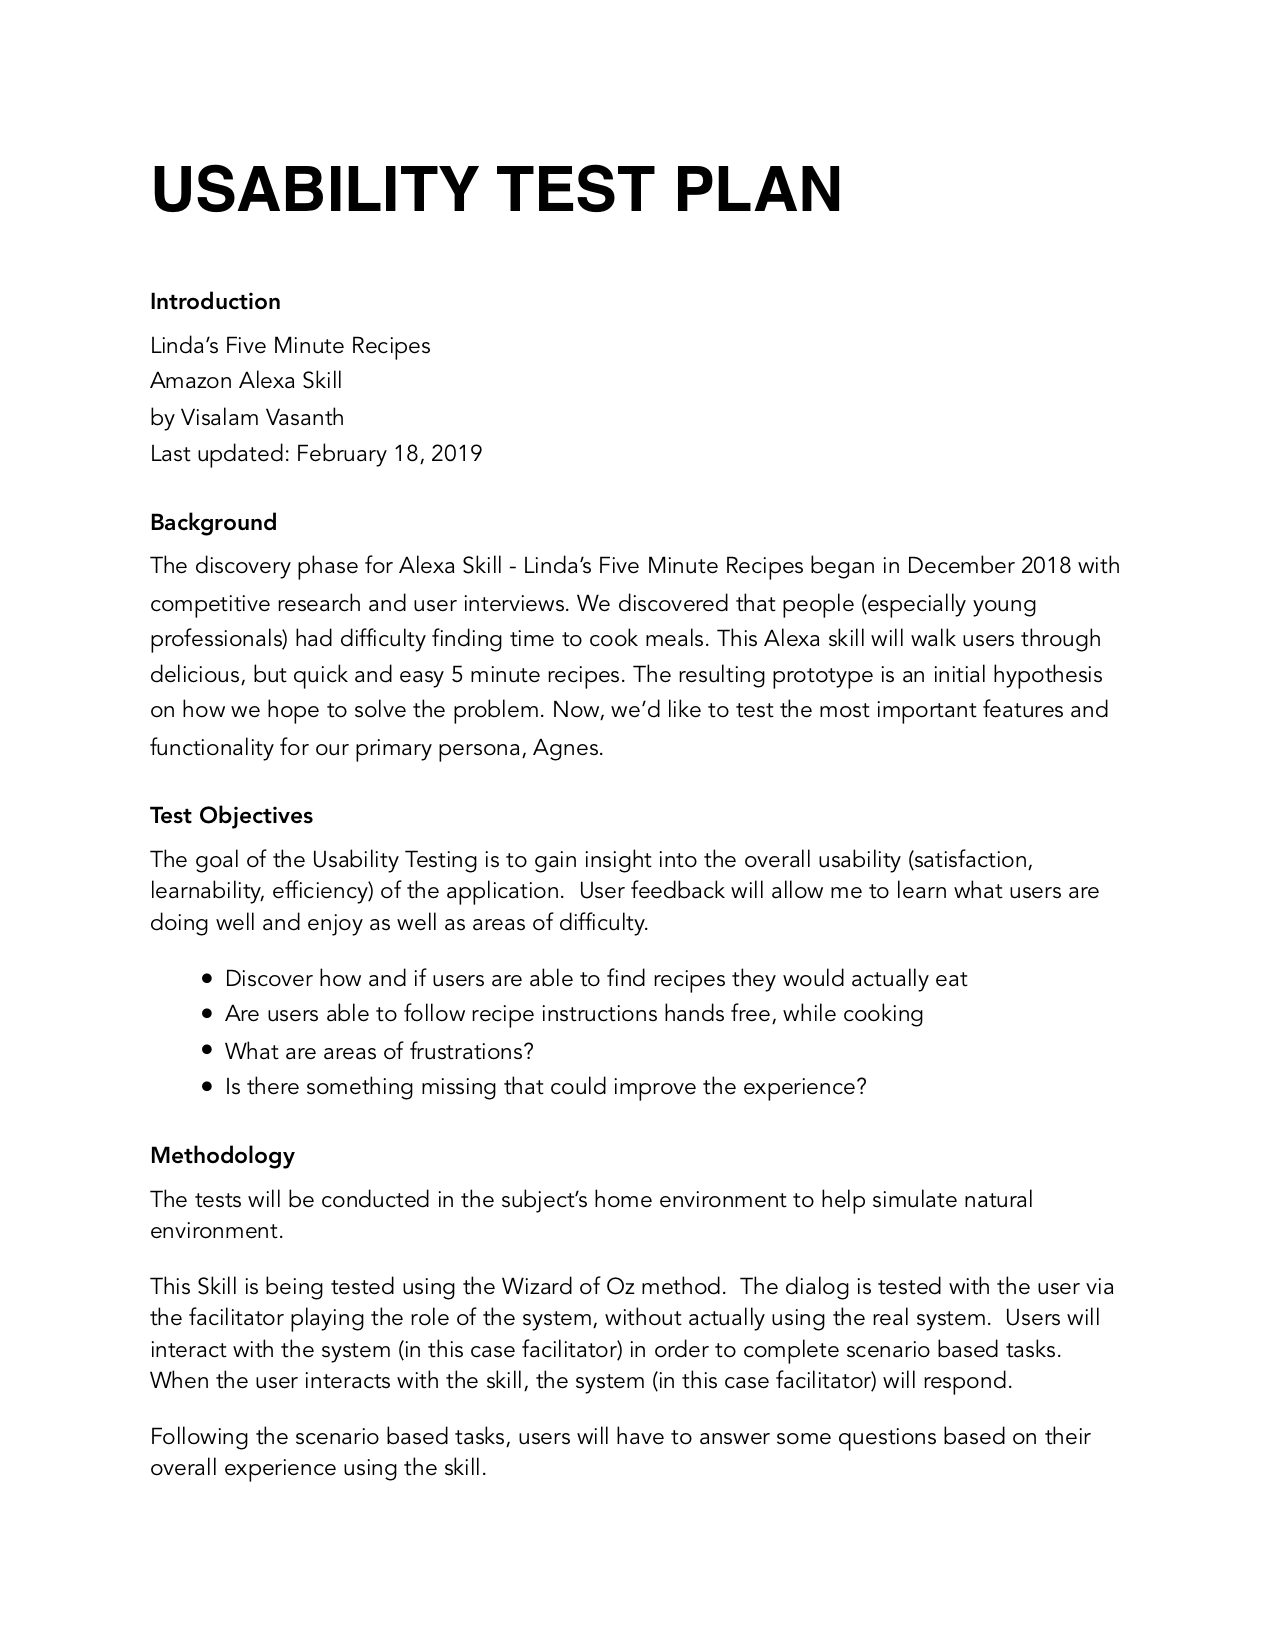 USABILITY TEST PLAN
Introduction
Linda’s Five Minute Recipes
Amazon Alexa Skill
by Visalam Vasanth
Last updated: February 18, 2019
Background
The discovery phase for Alexa Skill - Linda’s Five Minute Recipes began in December 2018 with
competitive research and user interviews. We discovered that people (especially young
professionals) had difficulty finding time to cook meals. This Alexa skill will walk users through
delicious, but quick and easy 5 minute recipes. The resulting prototype is an initial hypothesis
on how we hope to solve the problem. Now, we’d like to test the most important features and
functionality for our primary persona, Agnes.
Test Objectives
The goal of the Usability Testing is to gain insight into the overall usability (satisfaction,
learnability, efficiency) of the application.  User feedback will allow me to learn what users are
doing well and enjoy as well as areas of difficulty.
● Discover how and if users are able to find recipes they would actually eat
● Are users able to follow recipe instructions hands free, while cooking
● What are areas of frustrations?
● Is there something missing that could improve the experience?
Methodology
The tests will be conducted in the subject’s home environment to help simulate natural
environment.
This Skill is being tested using the Wizard of Oz method.  The dialog is tested with the user via
the facilitator playing the role of the system, without actually using the real system.  Users will
interact with the system (in this case facilitator) in order to complete scenario based tasks.
When the user interacts with the skill, the system (in this case facilitator) will respond.
Following the scenario based tasks, users will have to answer some questions based on their
overall experience using the skill.